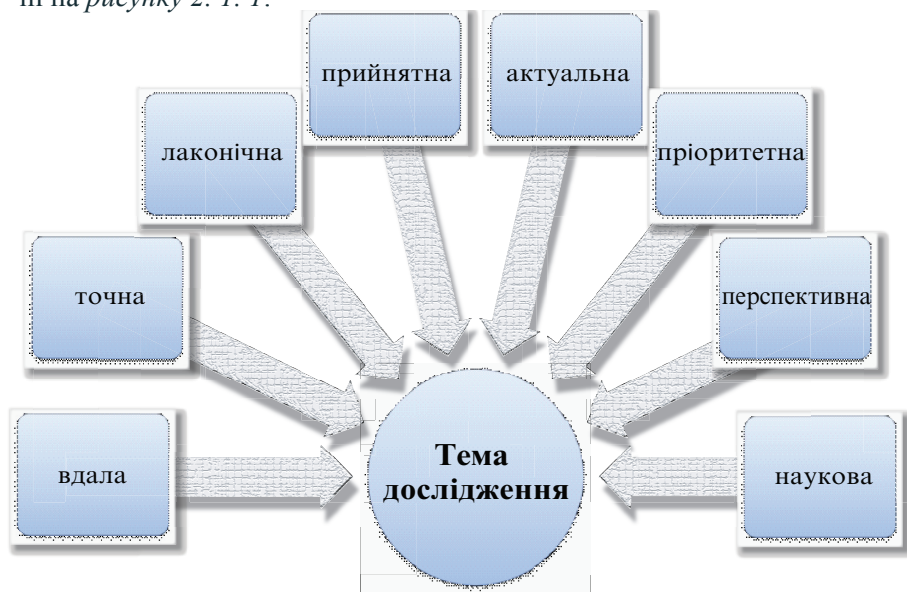 ні на рисунку 2. 1. 1.
прийнятна
актуальна
лаконічна
пріоритетна
точна
перспективна
вдала
Тема
дослідження
наукова